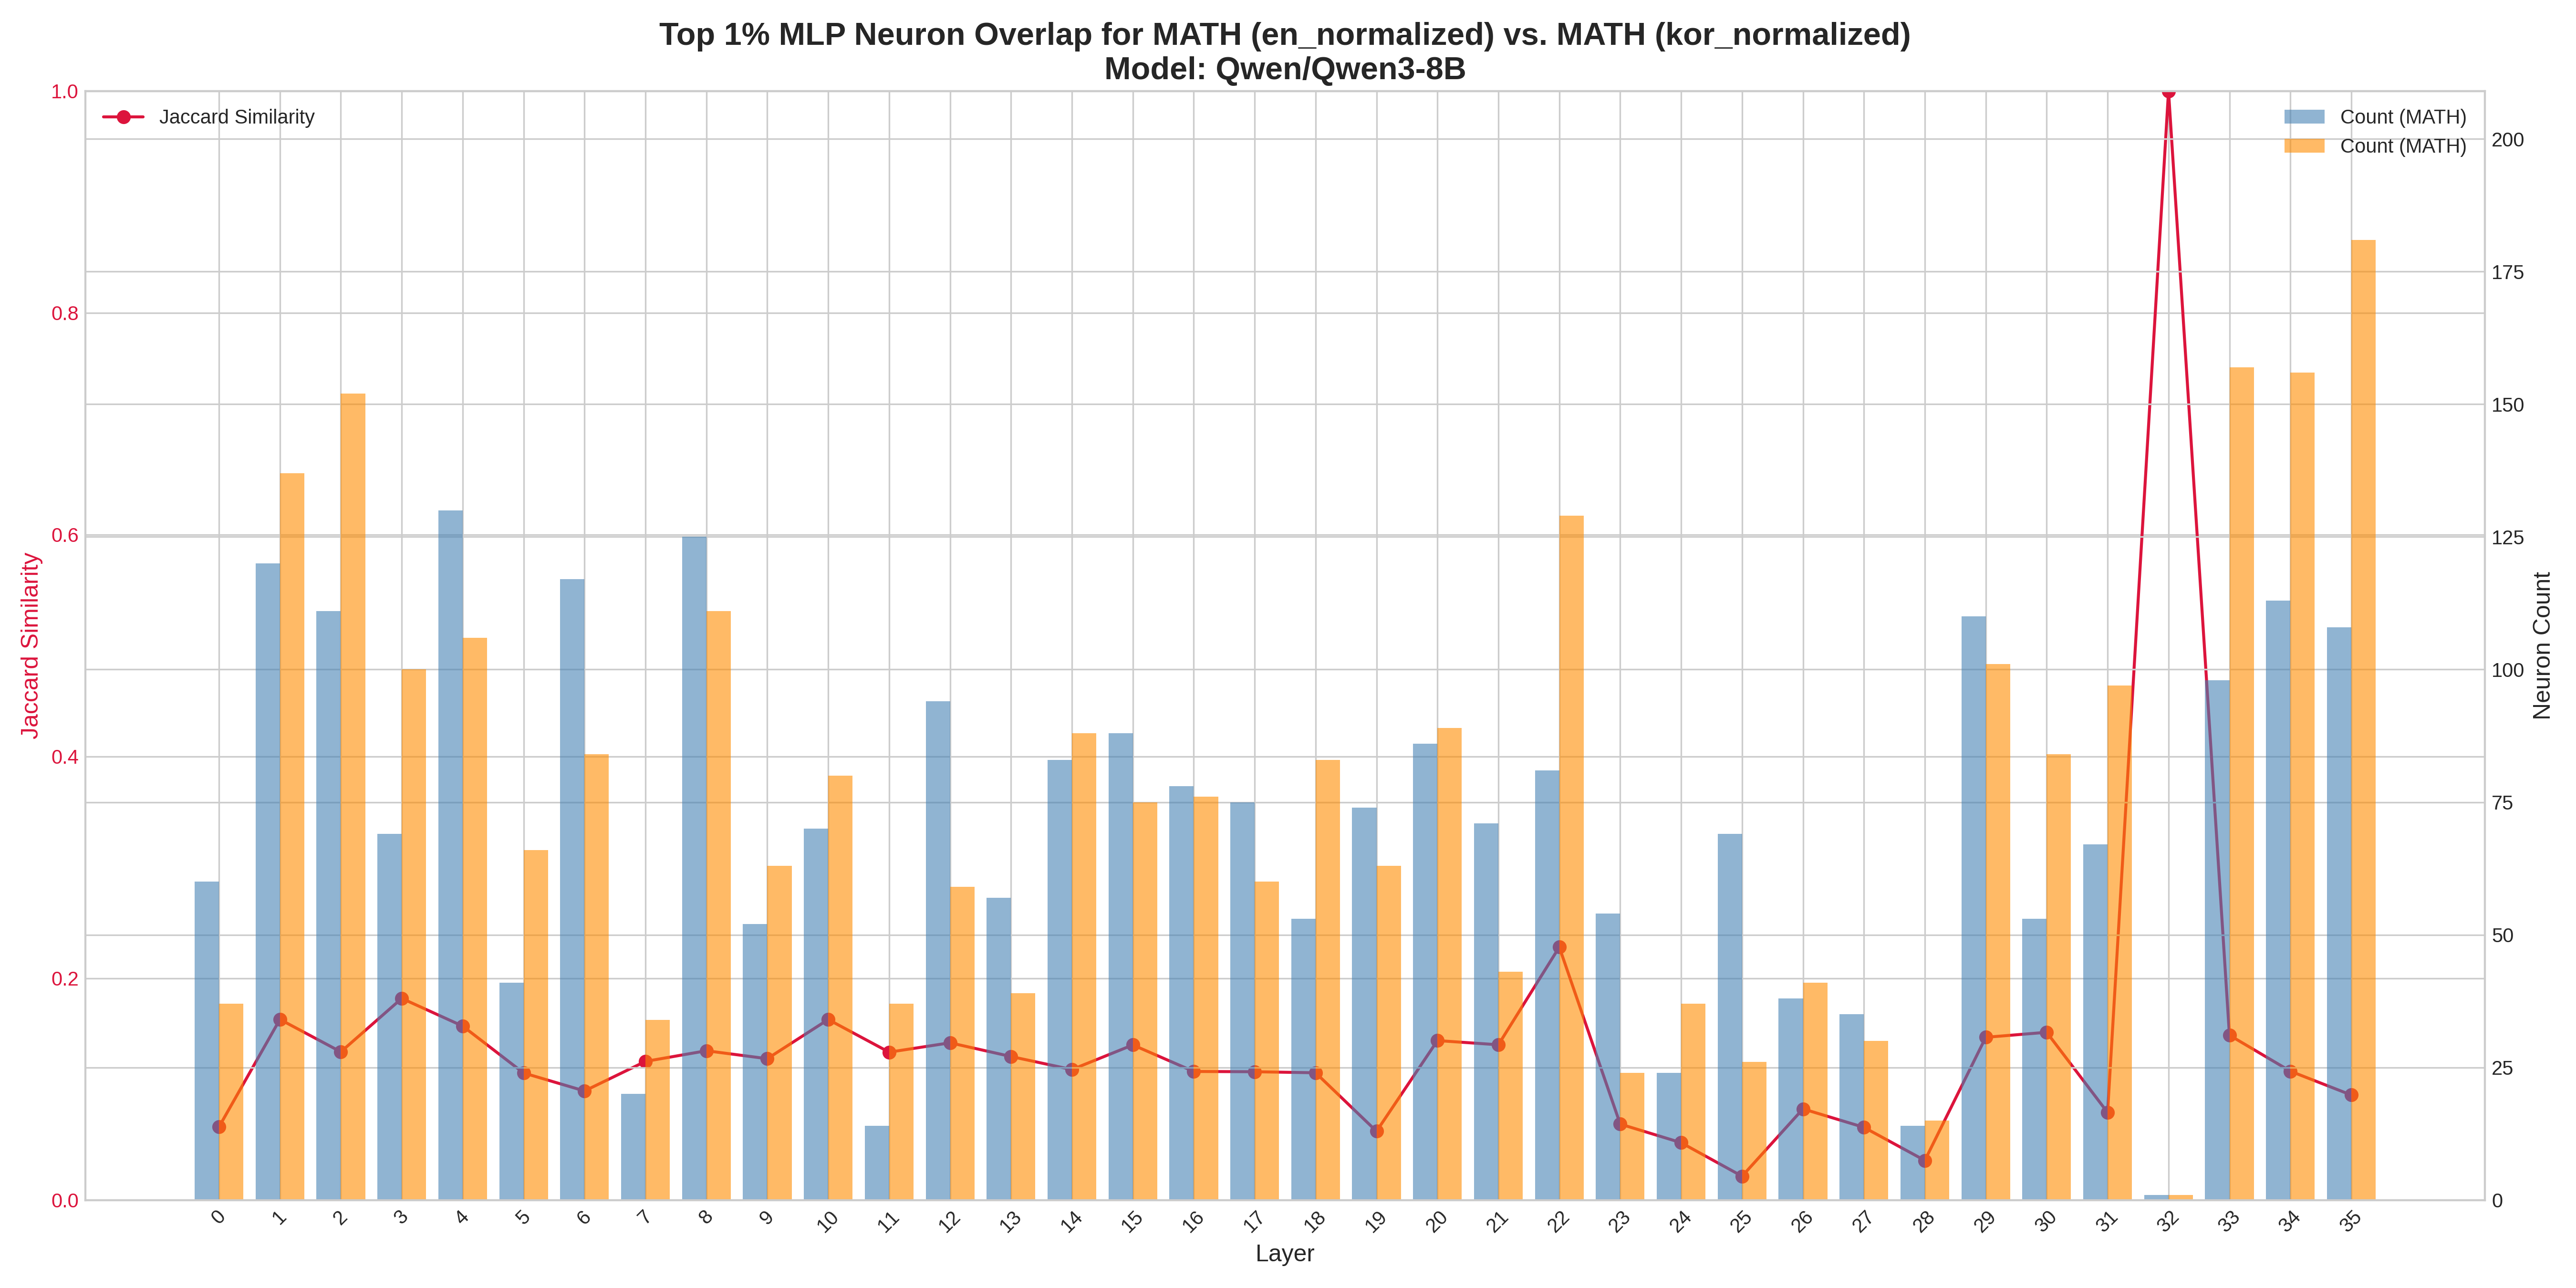 Top 1% MLP Neuron Overlap for MATH (en_normalized) vs. MATH (kor_normalized)
Model: Qwen/Qwen3-8B
Jaccard Similarity
Count (MATH)
Count (MATH)
1.0
0.8
0.6
0.4
0.2
0.0
Jaccard Similarity
200
175
150
125
100
75
50
25
0
Neuron Count
0 1 2 3 4 5 6 7 8 9 10 11 12 13 14 15 16 17 18 19 20 21 22 23 24 25 26 27 28 29 30 31 32 33 34 35
Layer